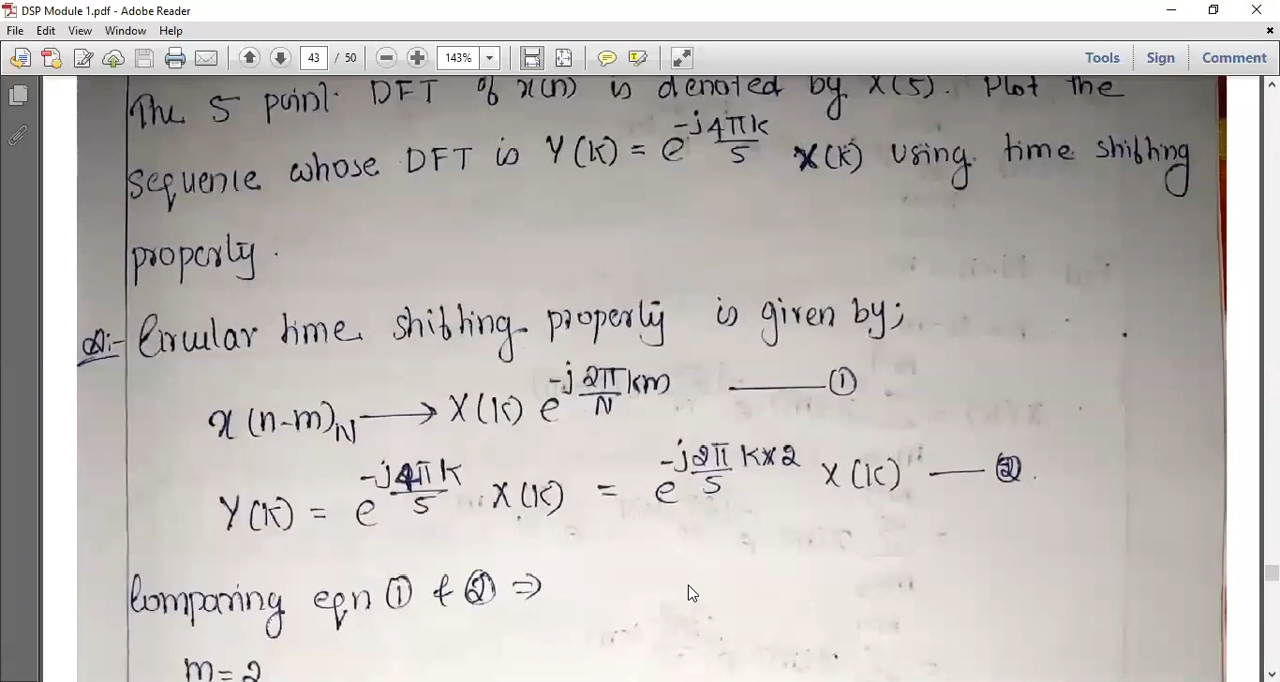 DSP Module 1.pdf - Adobe Reader
File Edit View Window Help
43 / 50 143% Tools Sign Comment
The 5 point DFT of x(n) is denoted by X(5). Plot the
sequence whose DFT is Y(K) = e^{-j4πk/5} X(K) using time shifting
property.
Circular time shifting property is given by;
x(n-m)_N ⟶ X(K) e^{-j2π/N km} —— ①
Y(K) = e^{-j4πk/5} X(K) = e^{-j2π/5 K×2} X(K) — ②
Comparing eqn ① & ② ⇒
m=2